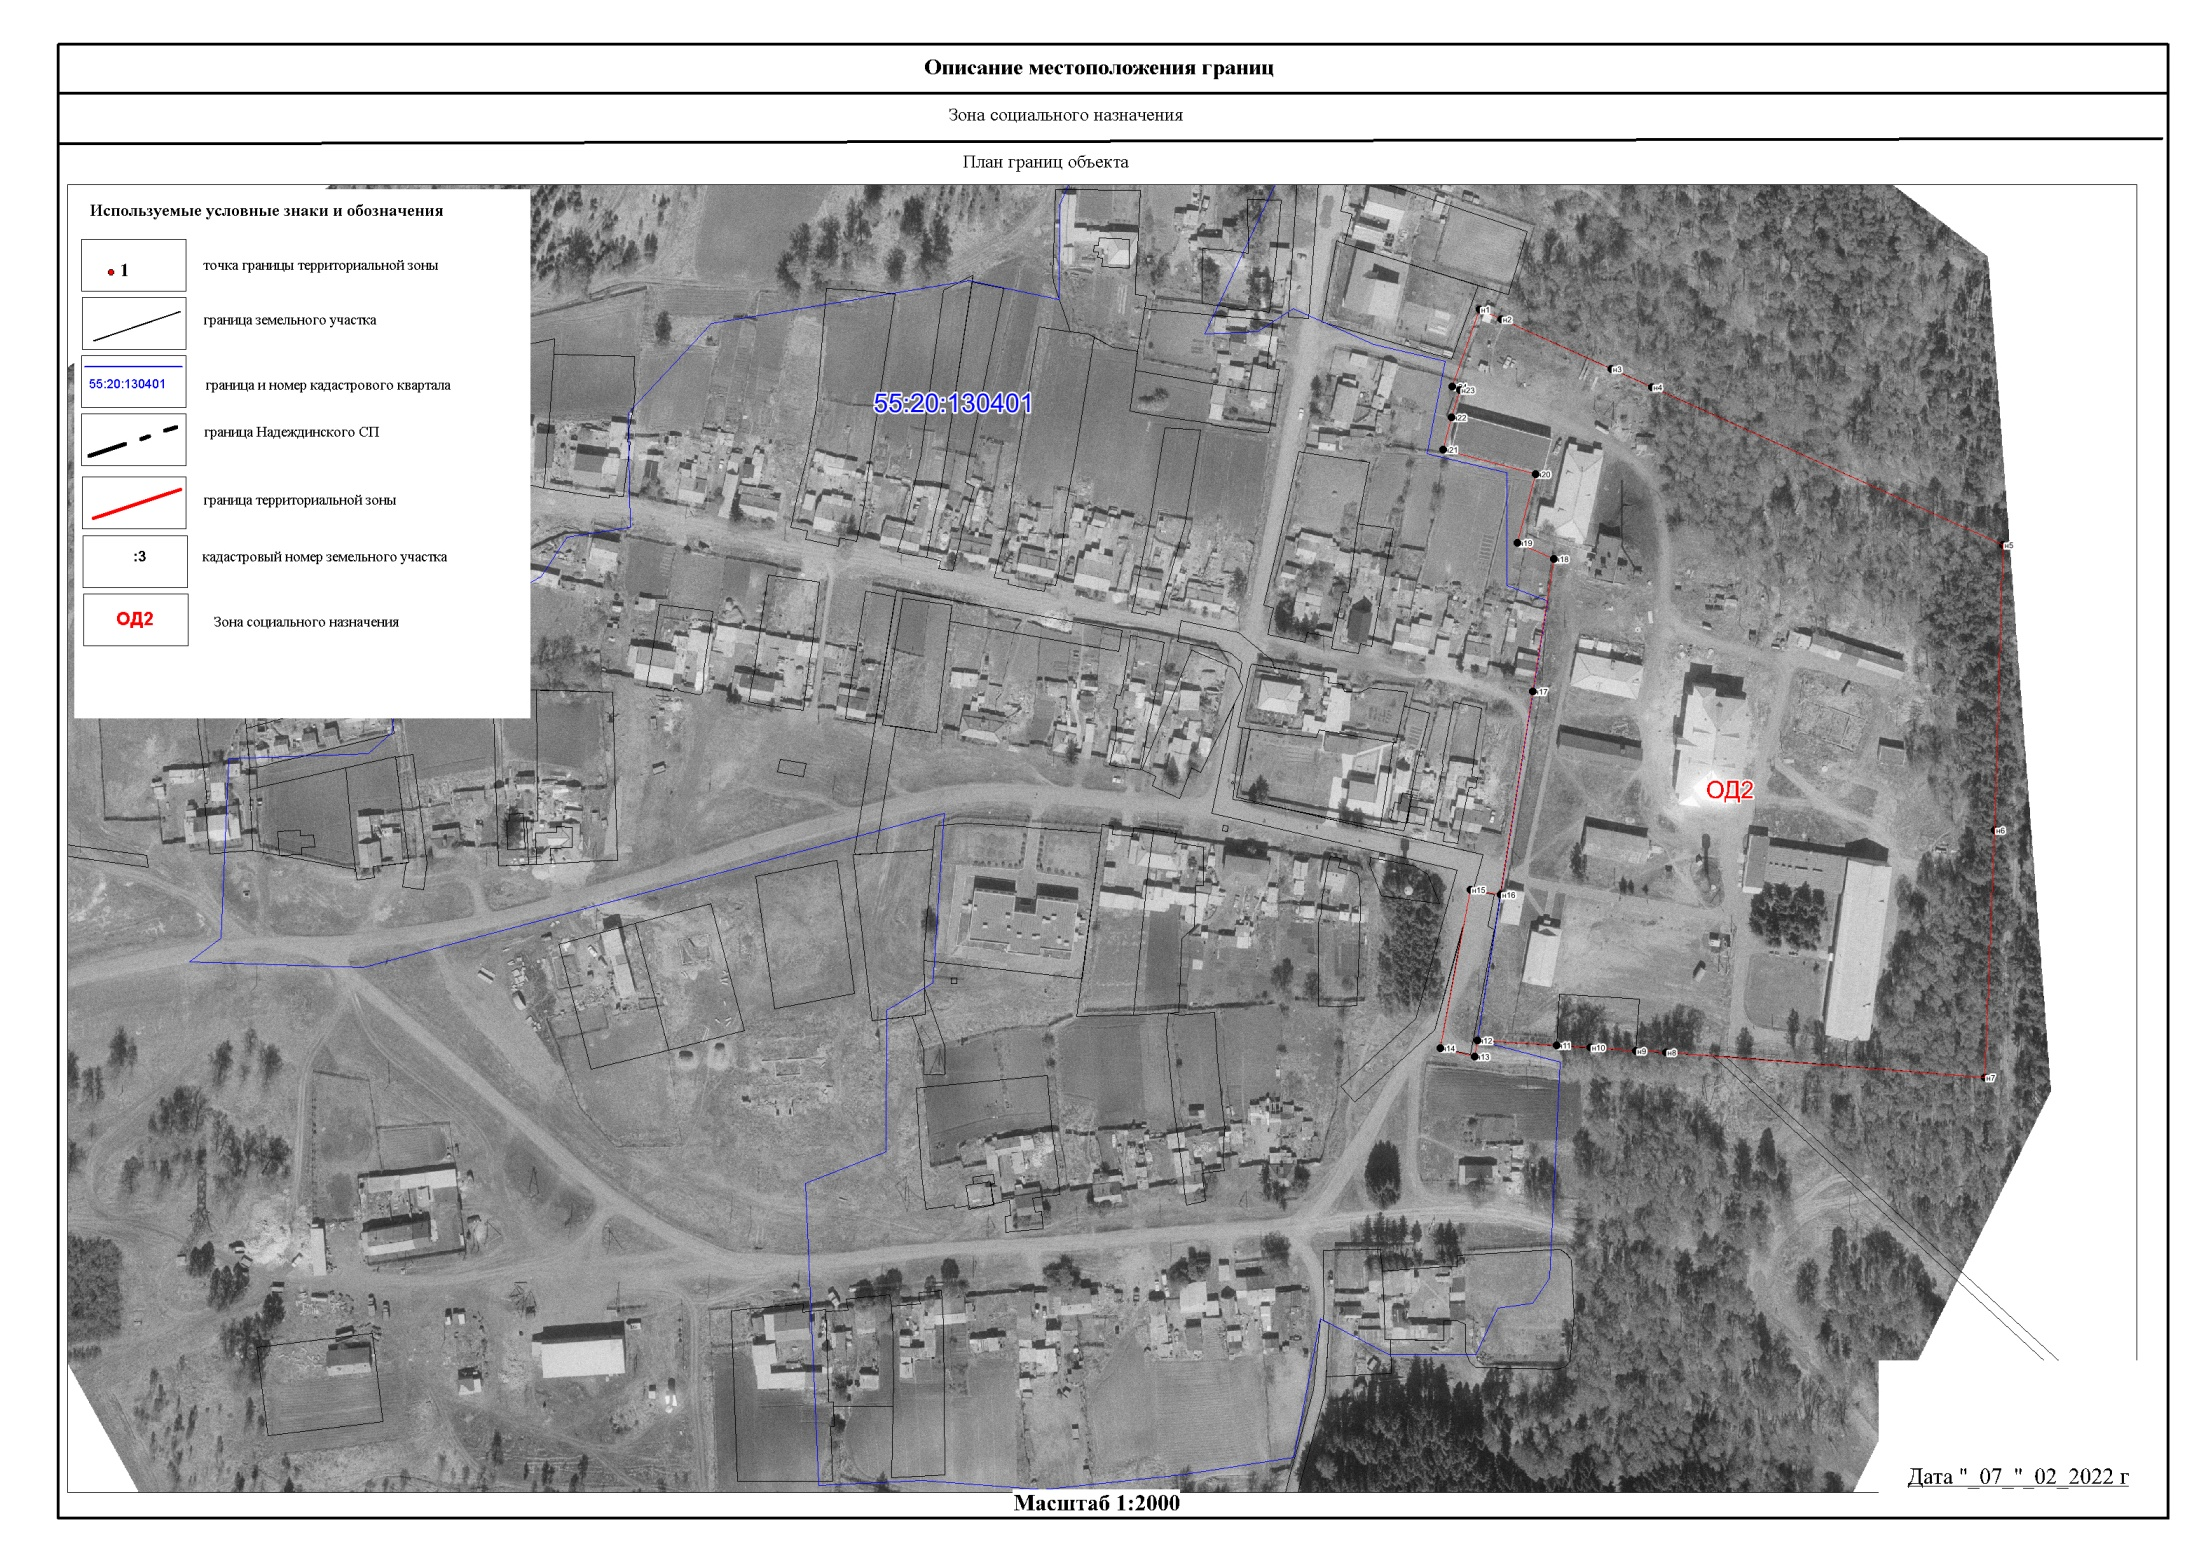 Описание местоположения границ
Зона социального назначения
План границ объекта
Используемые условные знаки и обозначения
1 точка границы территориальной зоны
граница земельного участка
55:20:130401 граница и номер кадастрового квартала
граница Надеждинского СП
граница территориальной зоны
:3 кадастровый номер земельного участка
ОД2 Зона социального назначения
н1
н2
н3
н4
н23
22
55:20:130401
21
20
н5
19
18
17
ОД2
н6
н15
н16
12
11
н10
н9
н8
14
13
н7
Дата "_07_"_02_2022 г
Масштаб 1:2000